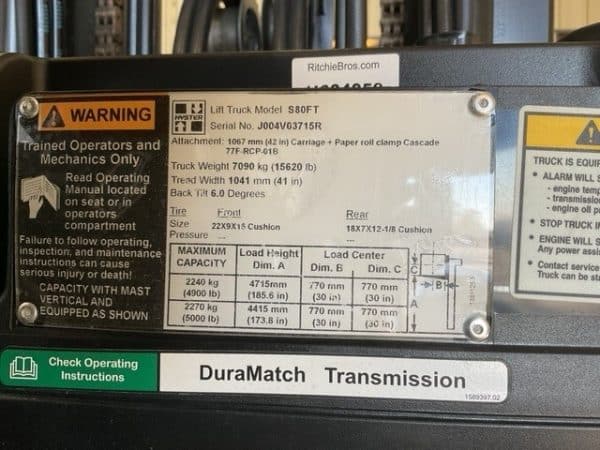 RitchieBros.com
WARNING
Trained Operators and
Mechanics Only
Read Operating
Manual located
on seat or in
operators
compartment
Failure to follow operating,
inspection, and maintenance
instructions can cause
serious injury or death!
CAPACITY WITH MAST
VERTICAL AND
EQUIPPED AS SHOWN
HYSTER
Lift Truck Model S80FT
Serial No. J004V03715R
Attachment: 1067 mm (42 in) Carriage + Paper roll clamp Cascade
77F-RCP-01B
Truck Weight 7090 kg (15620 lb)
Tread Width 1041 mm (41 in)
Back Tilt 6.0 Degrees
Tire Front Rear
Size 22X9X15 Cushion 18X7X12-1/8 Cushion
Pressure --- ---
MAXIMUM CAPACITY Load Height Dim. A Load Center Dim. B Dim. C
2240 kg 4715mm 770 mm 770 mm
(4900 lb) (185.6 in) (30 in) (30 in)
2270 kg 4415 mm 770 mm 770 mm
(5000 lb) (173.8 in) (30 in) (30 in)
C
B
A
TRUCK IS EQUIP
• ALARM WILL S
- engine temp
- transmission
- engine oil p
• STOP TRUCK I
• ENGINE WILL S
Any power assis
• Contact service
Truck can be sta
Check Operating
Instructions
DuraMatch Transmission
1589397.02